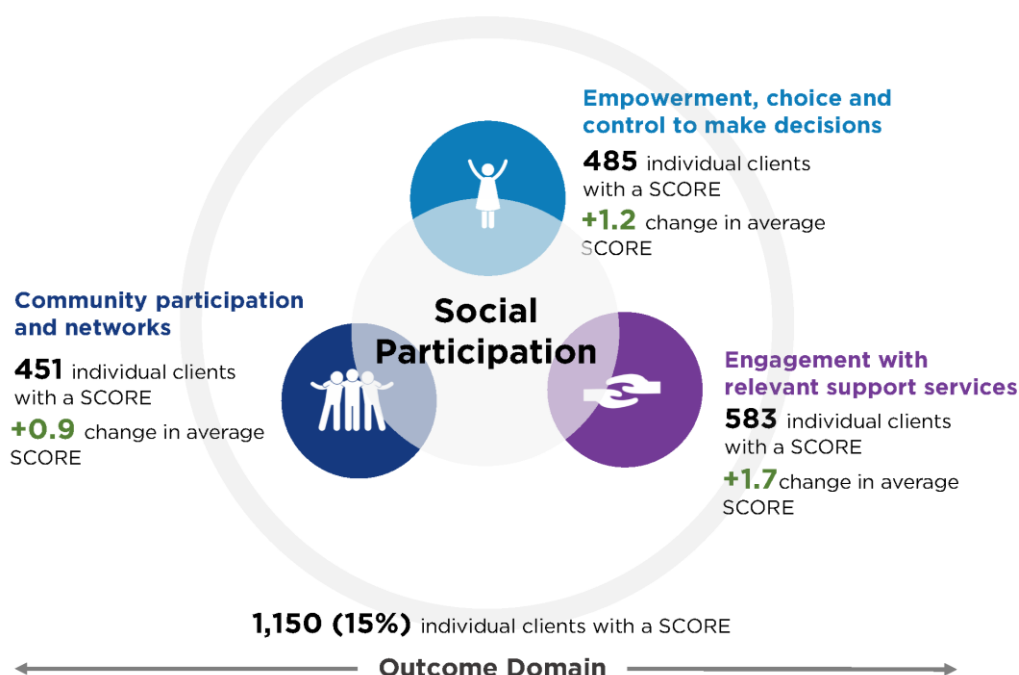 Empowerment, choice and
control to make decisions
485 individual clients
with a SCORE
+1.2 change in average
SCORE
Social
Participation
Community participation
and networks
451 individual clients
with a SCORE
+0.9 change in average
SCORE
Engagement with
relevant support services
583 individual clients
with a SCORE
+1.7change in average
SCORE
1,150 (15%) individual clients with a SCORE
Outcome Domain